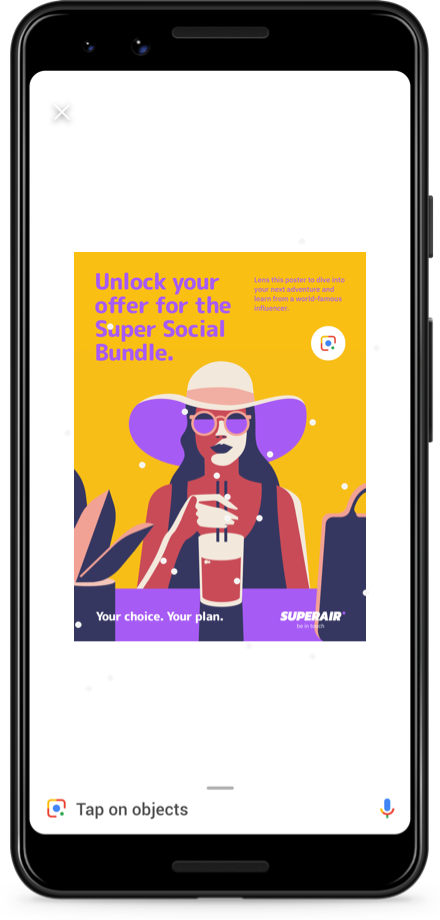 Unlock your
offer for the
Super Social
Bundle.
Lens this poster to dive into
your next adventure and
learn from a world-famous
influencer.
Your choice. Your plan.
SUPERAIR
be in touch
Tap on objects